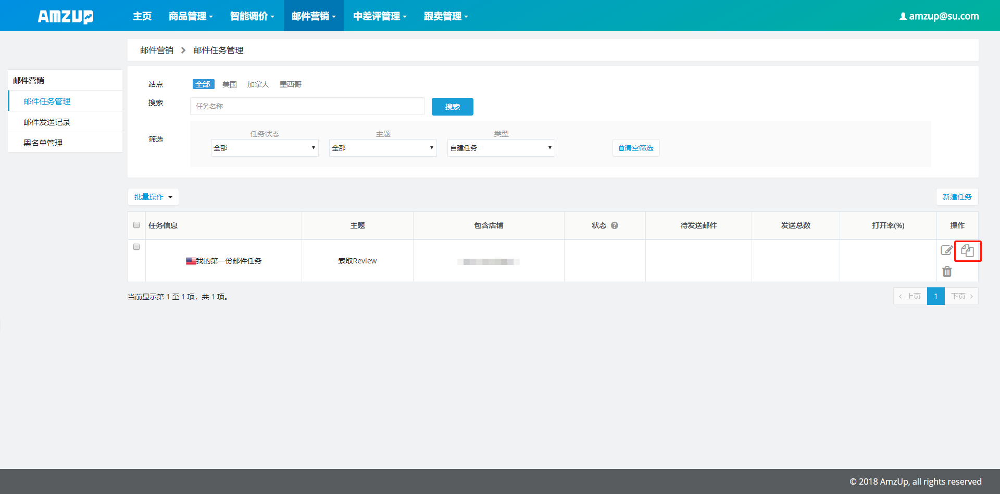 AMZUP 主页 商品管理 智能调价 邮件营销 中差评管理 跟卖管理 amzup@su.com
邮件营销 邮件任务管理
邮件营销
邮件任务管理
邮件发送记录
黑名单管理
站点 全部 美国 加拿大 墨西哥
搜索 任务名称 搜索
筛选
任务状态 主题 类型
全部 全部 自建任务 清空筛选
批量操作 新建任务
任务信息 主题 包含店铺 状态 ? 待发送邮件 发送总数 打开率(%) 操作
我的第一份邮件任务 索取Review
当前显示第 1 至 1 项，共 1 项。 上页 1 下页
© 2018 AmzUp, all rights reserved